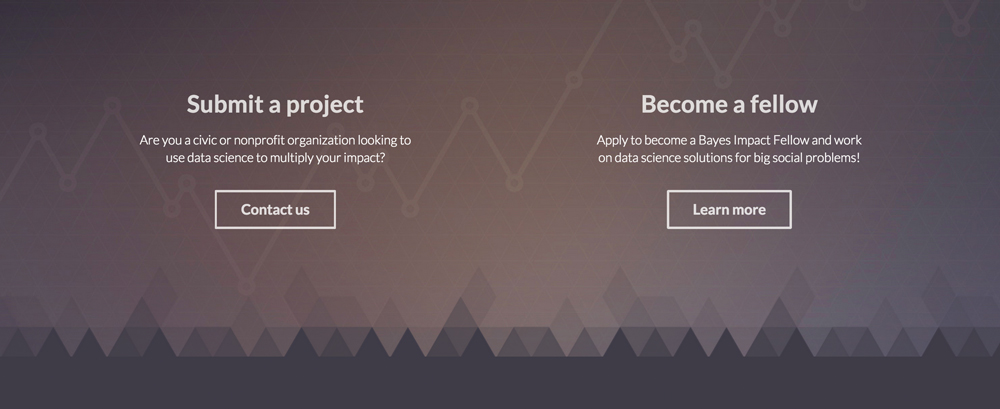 Submit a project
Are you a civic or nonprofit organization looking to
use data science to multiply your impact?
Contact us
Become a fellow
Apply to become a Bayes Impact Fellow and work
on data science solutions for big social problems!
Learn more